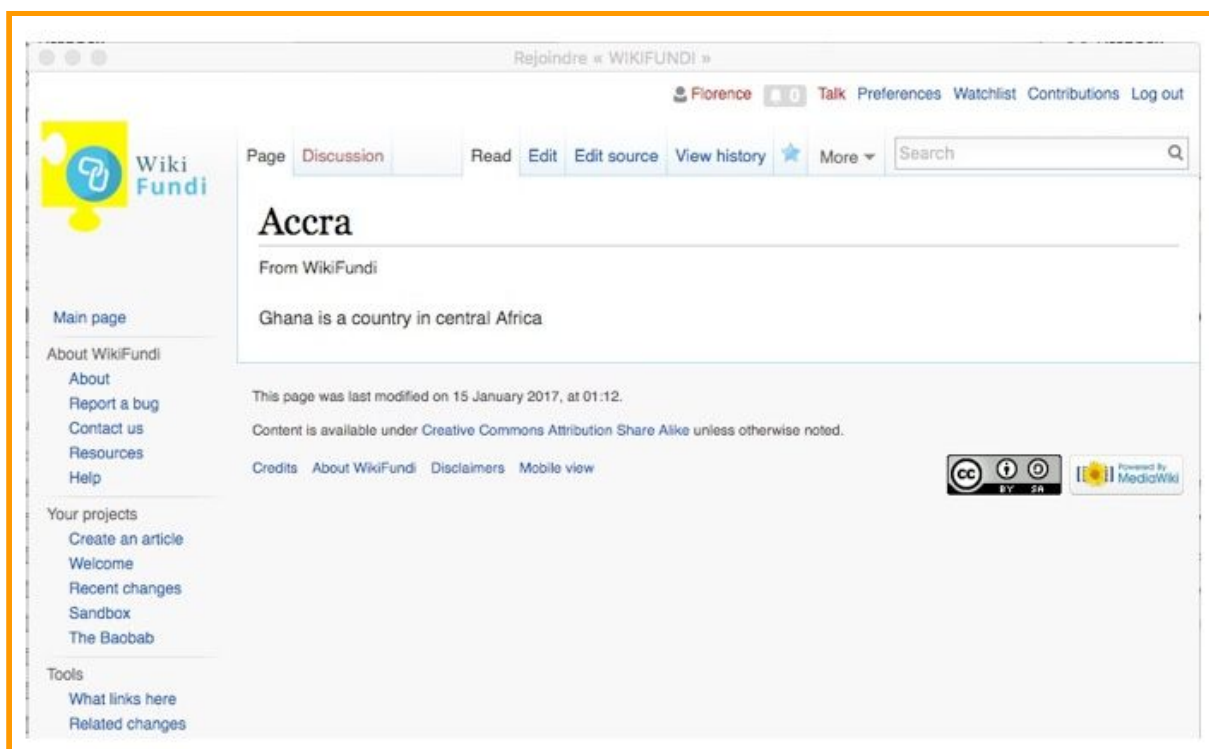 Rejoindre « WIKIFUNDI »
Florence 0 Talk Preferences Watchlist Contributions Log out
Wiki
Fundi
Page Discussion Read Edit Edit source View history More Search
Accra
From WikiFundi
Ghana is a country in central Africa
Main page
About WikiFundi
About
Report a bug
Contact us
Resources
Help
Your projects
Create an article
Welcome
Recent changes
Sandbox
The Baobab
Tools
What links here
Related changes
This page was last modified on 15 January 2017, at 01:12.
Content is available under Creative Commons Attribution Share Alike unless otherwise noted.
Credits About WikiFundi Disclaimers Mobile view
cc BY SA
Powered By
MediaWiki